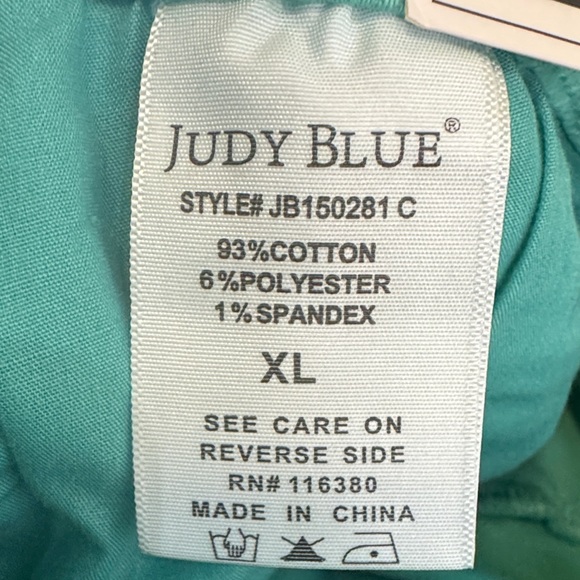 JUDY BLUE®
STYLE# JB150281 C
93%COTTON
6%POLYESTER
1%SPANDEX
XL
SEE CARE ON
REVERSE SIDE
RN# 116380
MADE IN CHINA